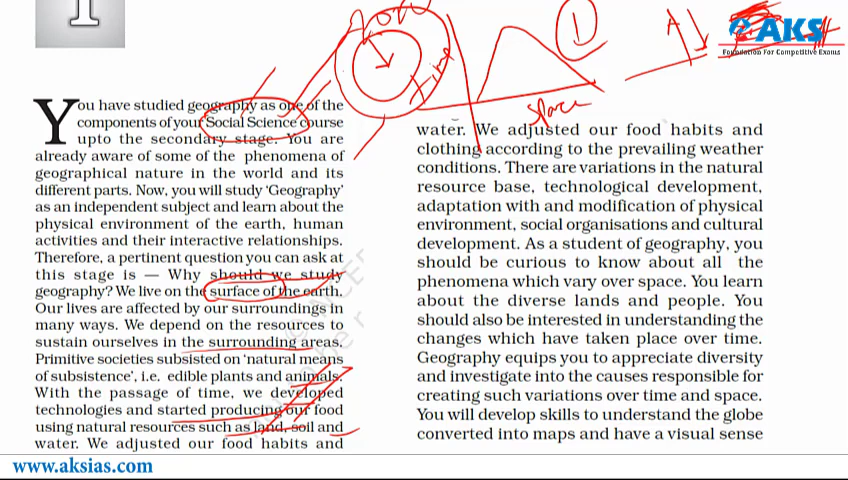 1
AKS
Foundation For Competitive Exams
time
space
1
A
You have studied geography as one of the
components of your Social Science course
upto the secondary stage. You are
already aware of some of the phenomena of
geographical nature in the world and its
different parts. Now, you will study 'Geography'
as an independent subject and learn about the
physical environment of the earth, human
activities and their interactive relationships.
Therefore, a pertinent question you can ask at
this stage is — Why should we study
geography? We live on the surface of the earth.
Our lives are affected by our surroundings in
many ways. We depend on the resources to
sustain ourselves in the surrounding areas.
Primitive societies subsisted on 'natural means
of subsistence', i.e. edible plants and animals.
With the passage of time, we developed
technologies and started producing our food
using natural resources such as land, soil and
water. We adjusted our food habits and
water. We adjusted our food habits and
clothing according to the prevailing weather
conditions. There are variations in the natural
resource base, technological development,
adaptation with and modification of physical
environment, social organisations and cultural
development. As a student of geography, you
should be curious to know about all the
phenomena which vary over space. You learn
about the diverse lands and people. You
should also be interested in understanding the
changes which have taken place over time.
Geography equips you to appreciate diversity
and investigate into the causes responsible for
creating such variations over time and space.
You will develop skills to understand the globe
converted into maps and have a visual sense
www.aksias.com